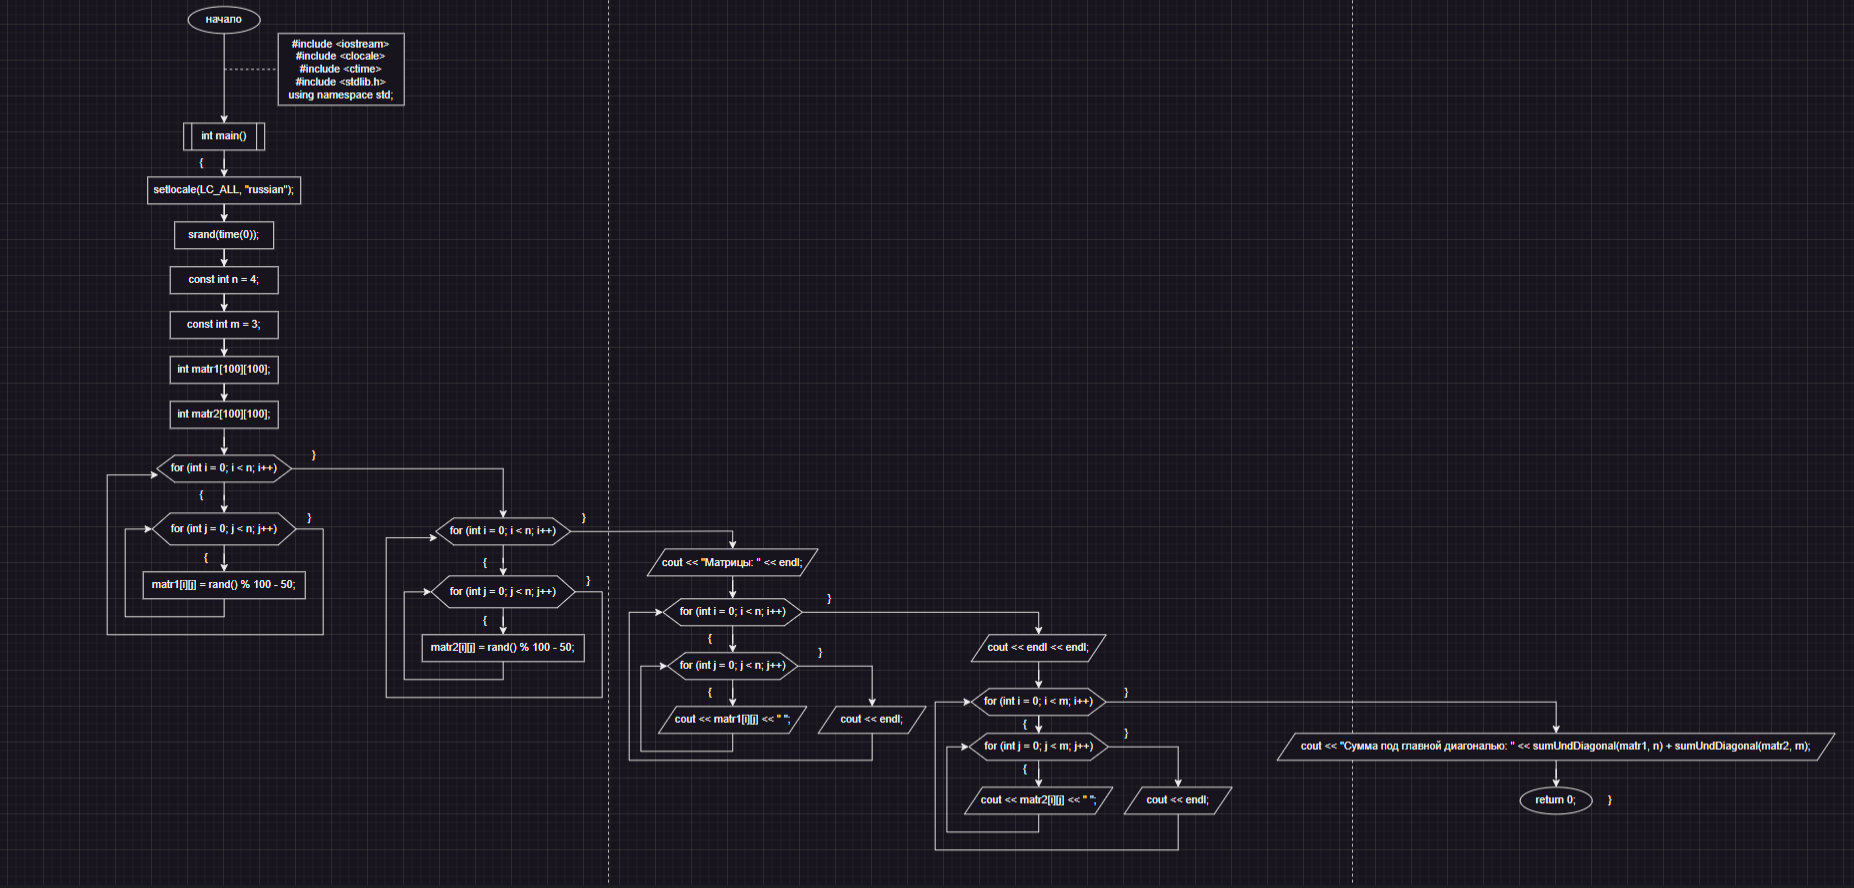 начало
#include <iostream>
#include <clocale>
#include <ctime>
#include <stdlib.h>
using namespace std;
int main()
{
setlocale(LC_ALL, "russian");
srand(time(0));
const int n = 4;
const int m = 3;
int matr1[100][100];
int matr2[100][100];
for (int i = 0; i < n; i++)
}
{
for (int j = 0; j < n; j++)
}
{
matr1[i][j] = rand() % 100 - 50;
for (int i = 0; i < n; i++)
}
{
for (int j = 0; j < n; j++)
}
{
matr2[i][j] = rand() % 100 - 50;
cout << "Матрицы: " << endl;
for (int i = 0; i < n; i++)
}
{
for (int j = 0; j < n; j++)
}
{
cout << matr1[i][j] << " ";
cout << endl;
cout << endl << endl;
for (int i = 0; i < m; i++)
}
{
for (int j = 0; j < m; j++)
}
{
cout << matr2[i][j] << " ";
cout << endl;
cout << "Сумма под главной диагональю: " << sumUndDiagonal(matr1, n) + sumUndDiagonal(matr2, m);
return 0;
}